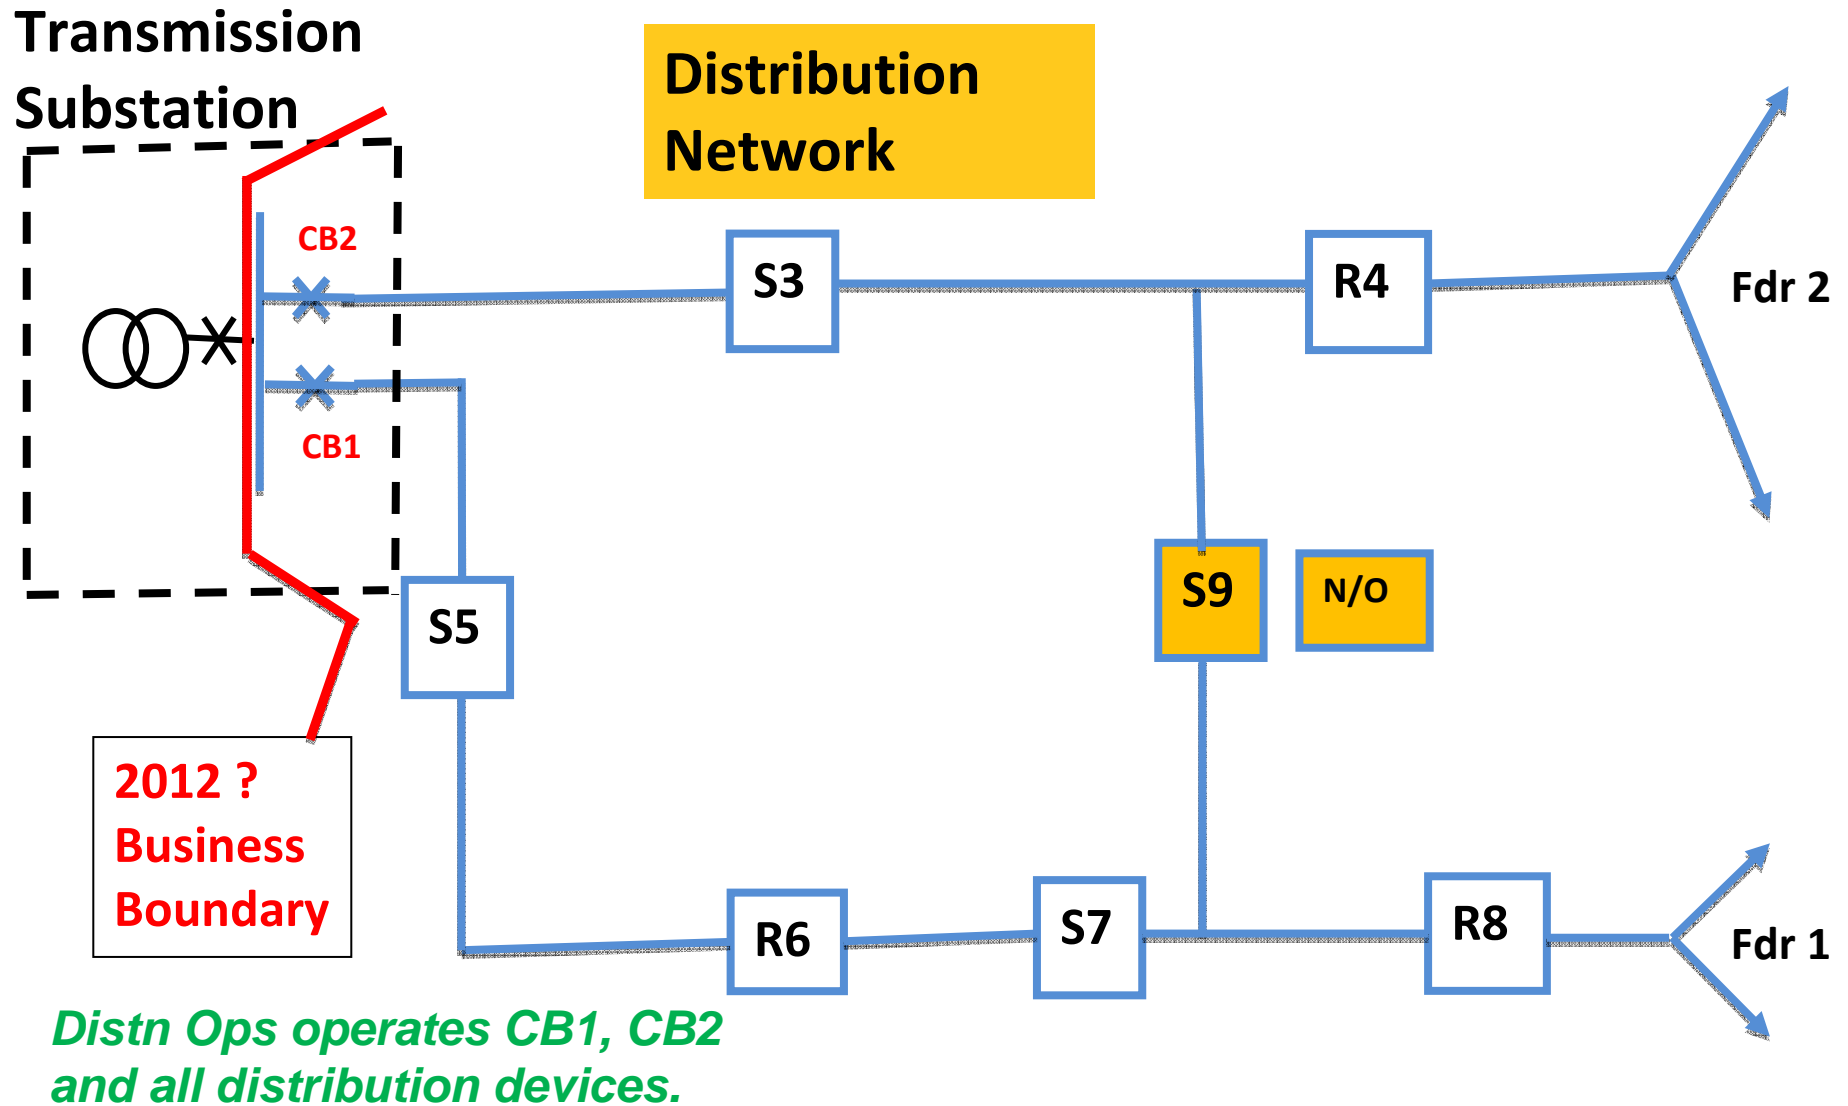 Transmission
Substation
Distribution
Network
CB2
S3
R4
Fdr 2
CB1
S9
N/O
S5
2012 ?
Business
Boundary
R6
S7
R8
Fdr 1
Distn Ops operates CB1, CB2
and all distribution devices.